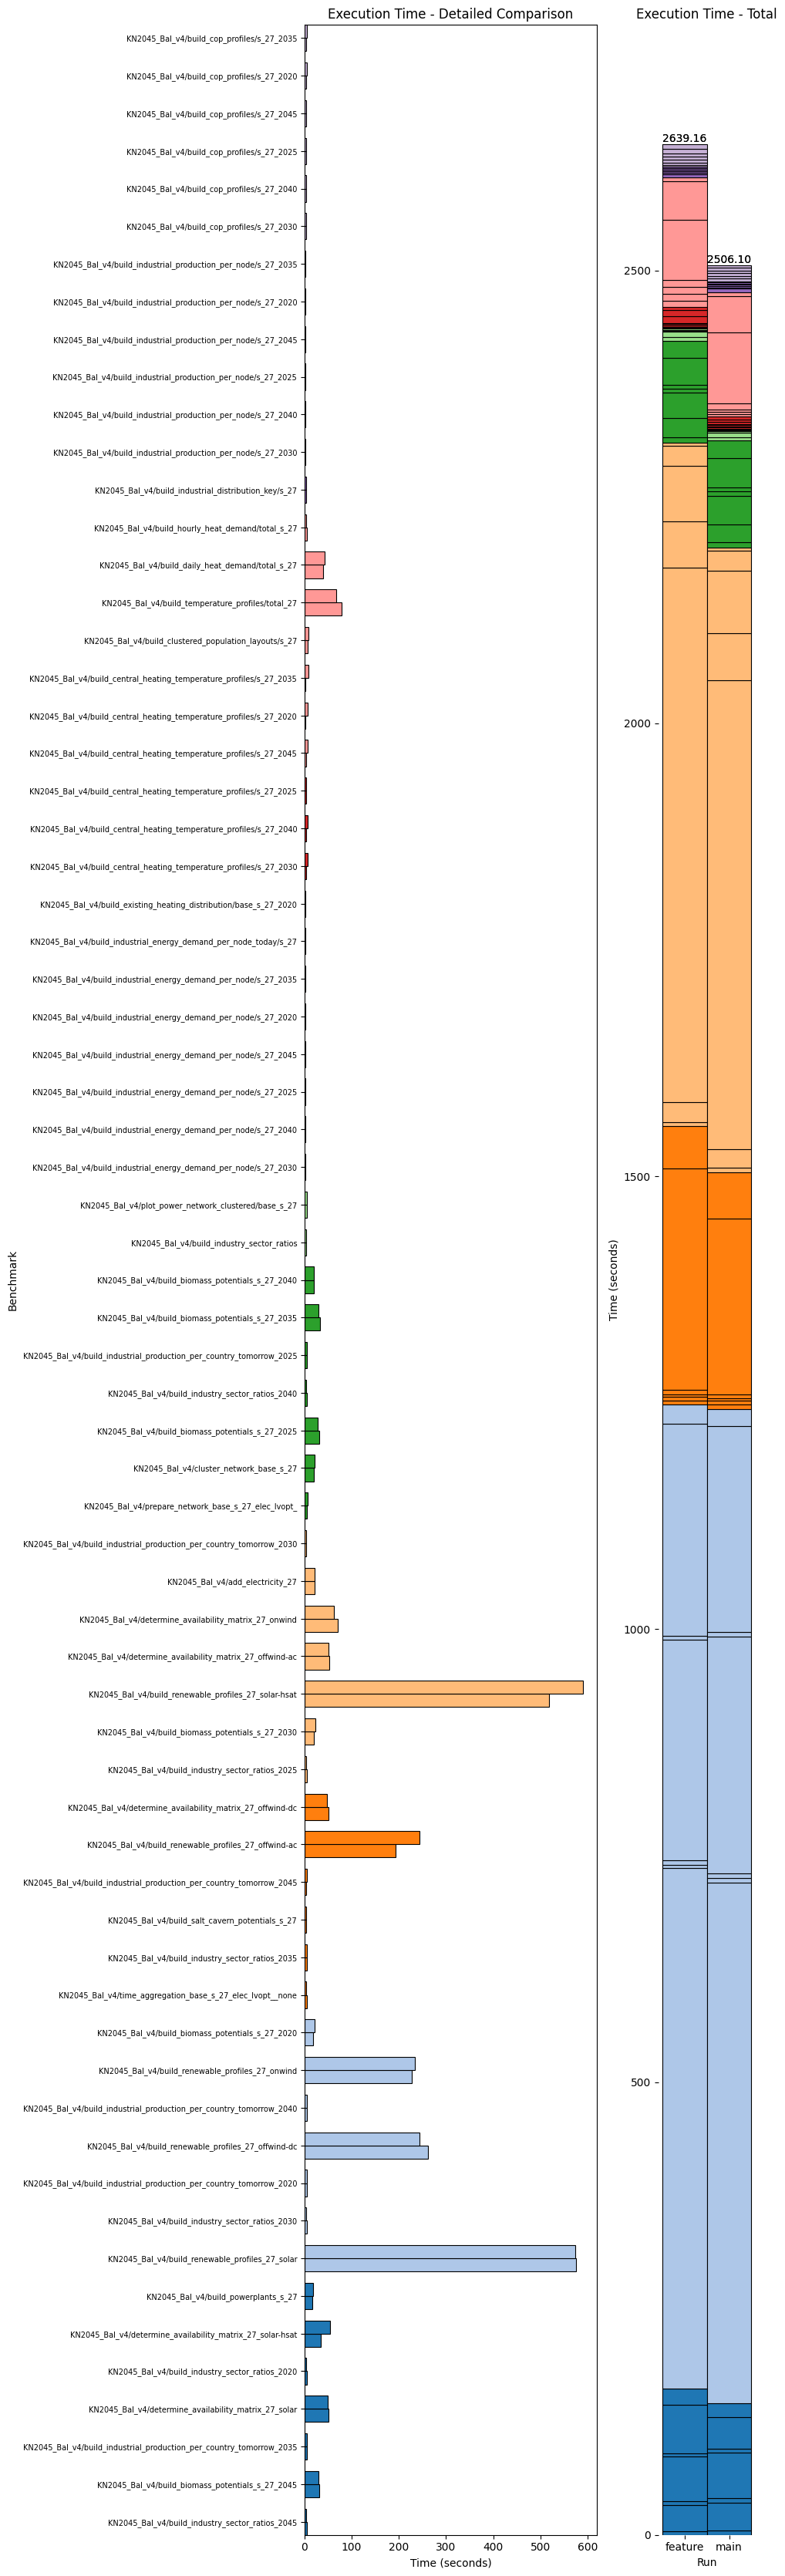 Execution Time - Detailed Comparison
Execution Time - Total
KN2045_Bal_v4/build_cop_profiles/s_27_2035
KN2045_Bal_v4/build_cop_profiles/s_27_2020
KN2045_Bal_v4/build_cop_profiles/s_27_2045
KN2045_Bal_v4/build_cop_profiles/s_27_2025
KN2045_Bal_v4/build_cop_profiles/s_27_2040
KN2045_Bal_v4/build_cop_profiles/s_27_2030
KN2045_Bal_v4/build_industrial_production_per_node/s_27_2035
KN2045_Bal_v4/build_industrial_production_per_node/s_27_2020
KN2045_Bal_v4/build_industrial_production_per_node/s_27_2045
KN2045_Bal_v4/build_industrial_production_per_node/s_27_2025
KN2045_Bal_v4/build_industrial_production_per_node/s_27_2040
KN2045_Bal_v4/build_industrial_production_per_node/s_27_2030
KN2045_Bal_v4/build_industrial_distribution_key/s_27
KN2045_Bal_v4/build_hourly_heat_demand/total_s_27
KN2045_Bal_v4/build_daily_heat_demand/total_s_27
KN2045_Bal_v4/build_temperature_profiles/total_27
KN2045_Bal_v4/build_clustered_population_layouts/s_27
KN2045_Bal_v4/build_central_heating_temperature_profiles/s_27_2035
KN2045_Bal_v4/build_central_heating_temperature_profiles/s_27_2020
KN2045_Bal_v4/build_central_heating_temperature_profiles/s_27_2045
KN2045_Bal_v4/build_central_heating_temperature_profiles/s_27_2025
KN2045_Bal_v4/build_central_heating_temperature_profiles/s_27_2040
KN2045_Bal_v4/build_central_heating_temperature_profiles/s_27_2030
KN2045_Bal_v4/build_existing_heating_distribution/base_s_27_2020
KN2045_Bal_v4/build_industrial_energy_demand_per_node_today/s_27
KN2045_Bal_v4/build_industrial_energy_demand_per_node/s_27_2035
KN2045_Bal_v4/build_industrial_energy_demand_per_node/s_27_2020
KN2045_Bal_v4/build_industrial_energy_demand_per_node/s_27_2045
KN2045_Bal_v4/build_industrial_energy_demand_per_node/s_27_2025
KN2045_Bal_v4/build_industrial_energy_demand_per_node/s_27_2040
KN2045_Bal_v4/build_industrial_energy_demand_per_node/s_27_2030
KN2045_Bal_v4/plot_power_network_clustered/base_s_27
KN2045_Bal_v4/build_industry_sector_ratios
KN2045_Bal_v4/build_biomass_potentials_s_27_2040
KN2045_Bal_v4/build_biomass_potentials_s_27_2035
KN2045_Bal_v4/build_industrial_production_per_country_tomorrow_2025
KN2045_Bal_v4/build_industry_sector_ratios_2040
KN2045_Bal_v4/build_biomass_potentials_s_27_2025
KN2045_Bal_v4/cluster_network_base_s_27
KN2045_Bal_v4/prepare_network_base_s_27_elec_lvopt_
KN2045_Bal_v4/build_industrial_production_per_country_tomorrow_2030
KN2045_Bal_v4/add_electricity_27
KN2045_Bal_v4/determine_availability_matrix_27_onwind
KN2045_Bal_v4/determine_availability_matrix_27_offwind-ac
KN2045_Bal_v4/build_renewable_profiles_27_solar-hsat
KN2045_Bal_v4/build_biomass_potentials_s_27_2030
KN2045_Bal_v4/build_industry_sector_ratios_2025
KN2045_Bal_v4/determine_availability_matrix_27_offwind-dc
KN2045_Bal_v4/build_renewable_profiles_27_offwind-ac
KN2045_Bal_v4/build_industrial_production_per_country_tomorrow_2045
KN2045_Bal_v4/build_salt_cavern_potentials_s_27
KN2045_Bal_v4/build_industry_sector_ratios_2035
KN2045_Bal_v4/time_aggregation_base_s_27_elec_lvopt__none
KN2045_Bal_v4/build_biomass_potentials_s_27_2020
KN2045_Bal_v4/build_renewable_profiles_27_onwind
KN2045_Bal_v4/build_industrial_production_per_country_tomorrow_2040
KN2045_Bal_v4/build_renewable_profiles_27_offwind-dc
KN2045_Bal_v4/build_industrial_production_per_country_tomorrow_2020
KN2045_Bal_v4/build_industry_sector_ratios_2030
KN2045_Bal_v4/build_renewable_profiles_27_solar
KN2045_Bal_v4/build_powerplants_s_27
KN2045_Bal_v4/determine_availability_matrix_27_solar-hsat
KN2045_Bal_v4/build_industry_sector_ratios_2020
KN2045_Bal_v4/determine_availability_matrix_27_solar
KN2045_Bal_v4/build_industrial_production_per_country_tomorrow_2035
KN2045_Bal_v4/build_biomass_potentials_s_27_2045
KN2045_Bal_v4/build_industry_sector_ratios_2045
Benchmark
0 100 200 300 400 500 600
Time (seconds)
2639.16
2506.10
2500
2000
1500
1000
500
0
Time (seconds)
feature main
Run